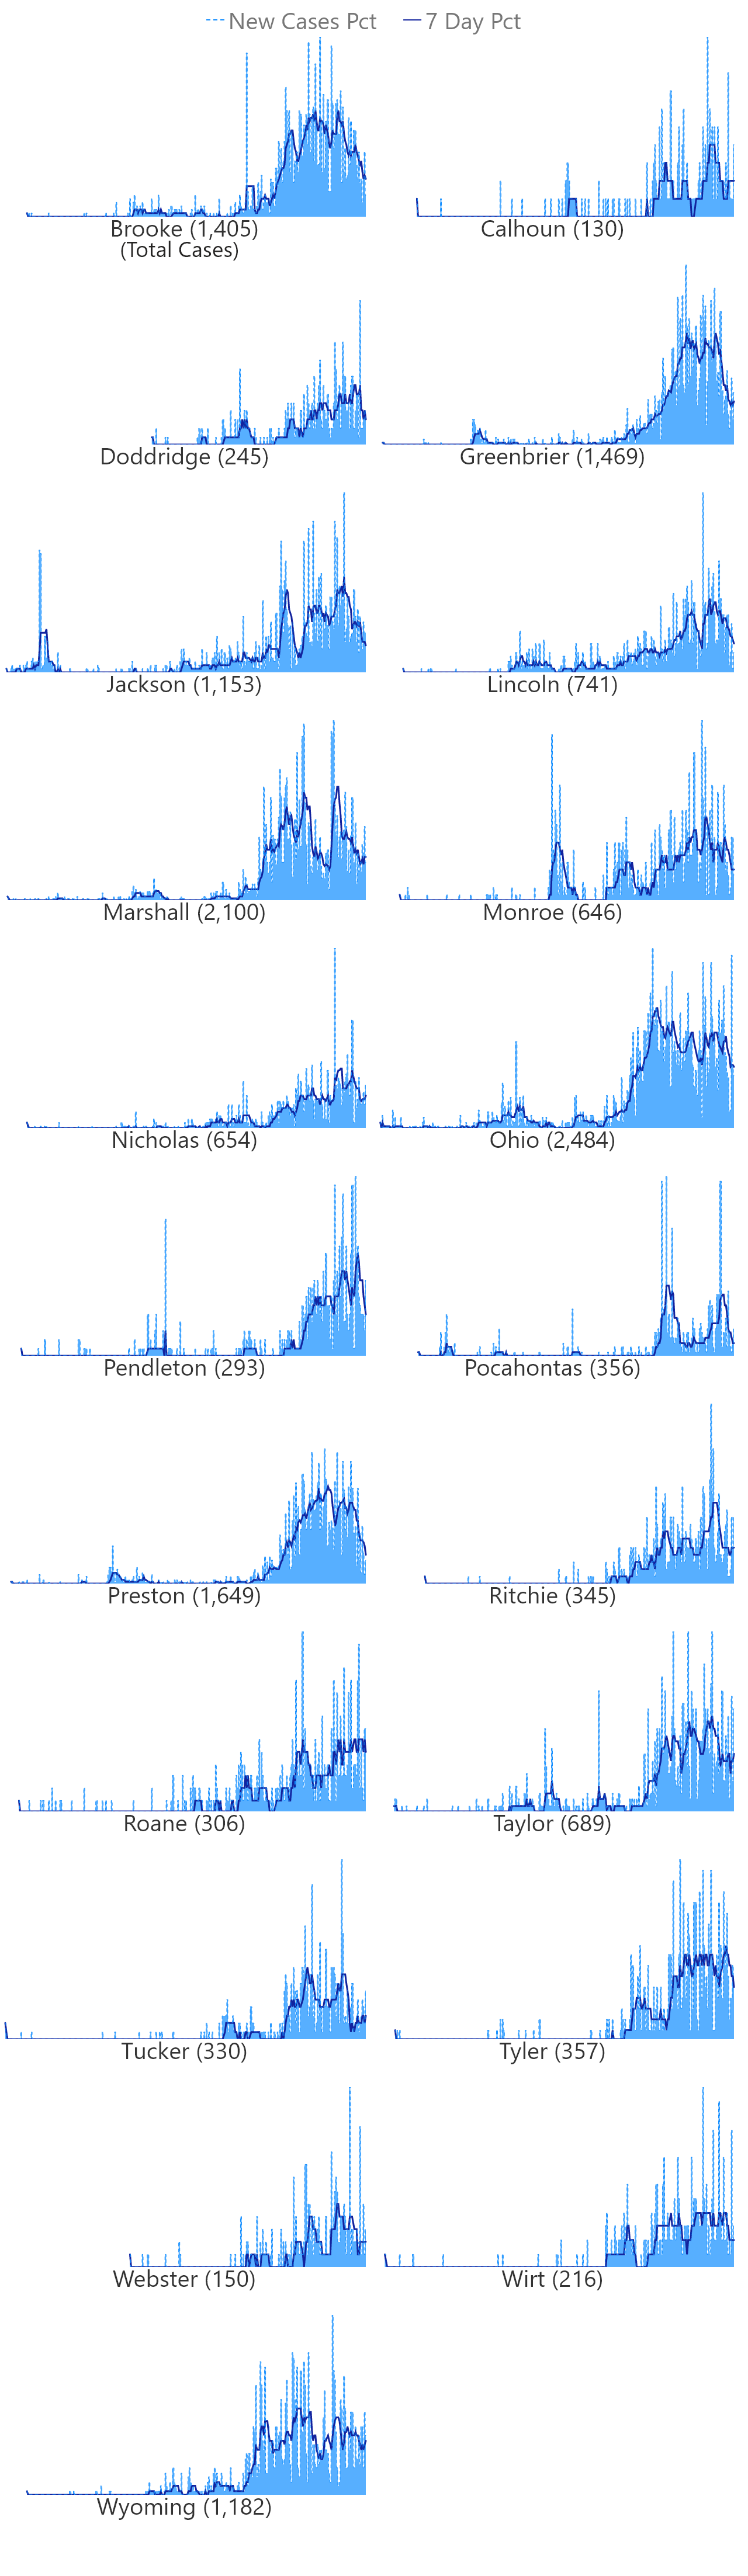 New Cases Pct 7 Day Pct
Brooke (1,405) Calhoun (130)
(Total Cases)
Doddridge (245) Greenbrier (1,469)
Jackson (1,153) Lincoln (741)
Marshall (2,100) Monroe (646)
Nicholas (654) Ohio (2,484)
Pendleton (293) Pocahontas (356)
Preston (1,649) Ritchie (345)
Roane (306) Taylor (689)
Tucker (330) Tyler (357)
Webster (150) Wirt (216)
Wyoming (1,182)